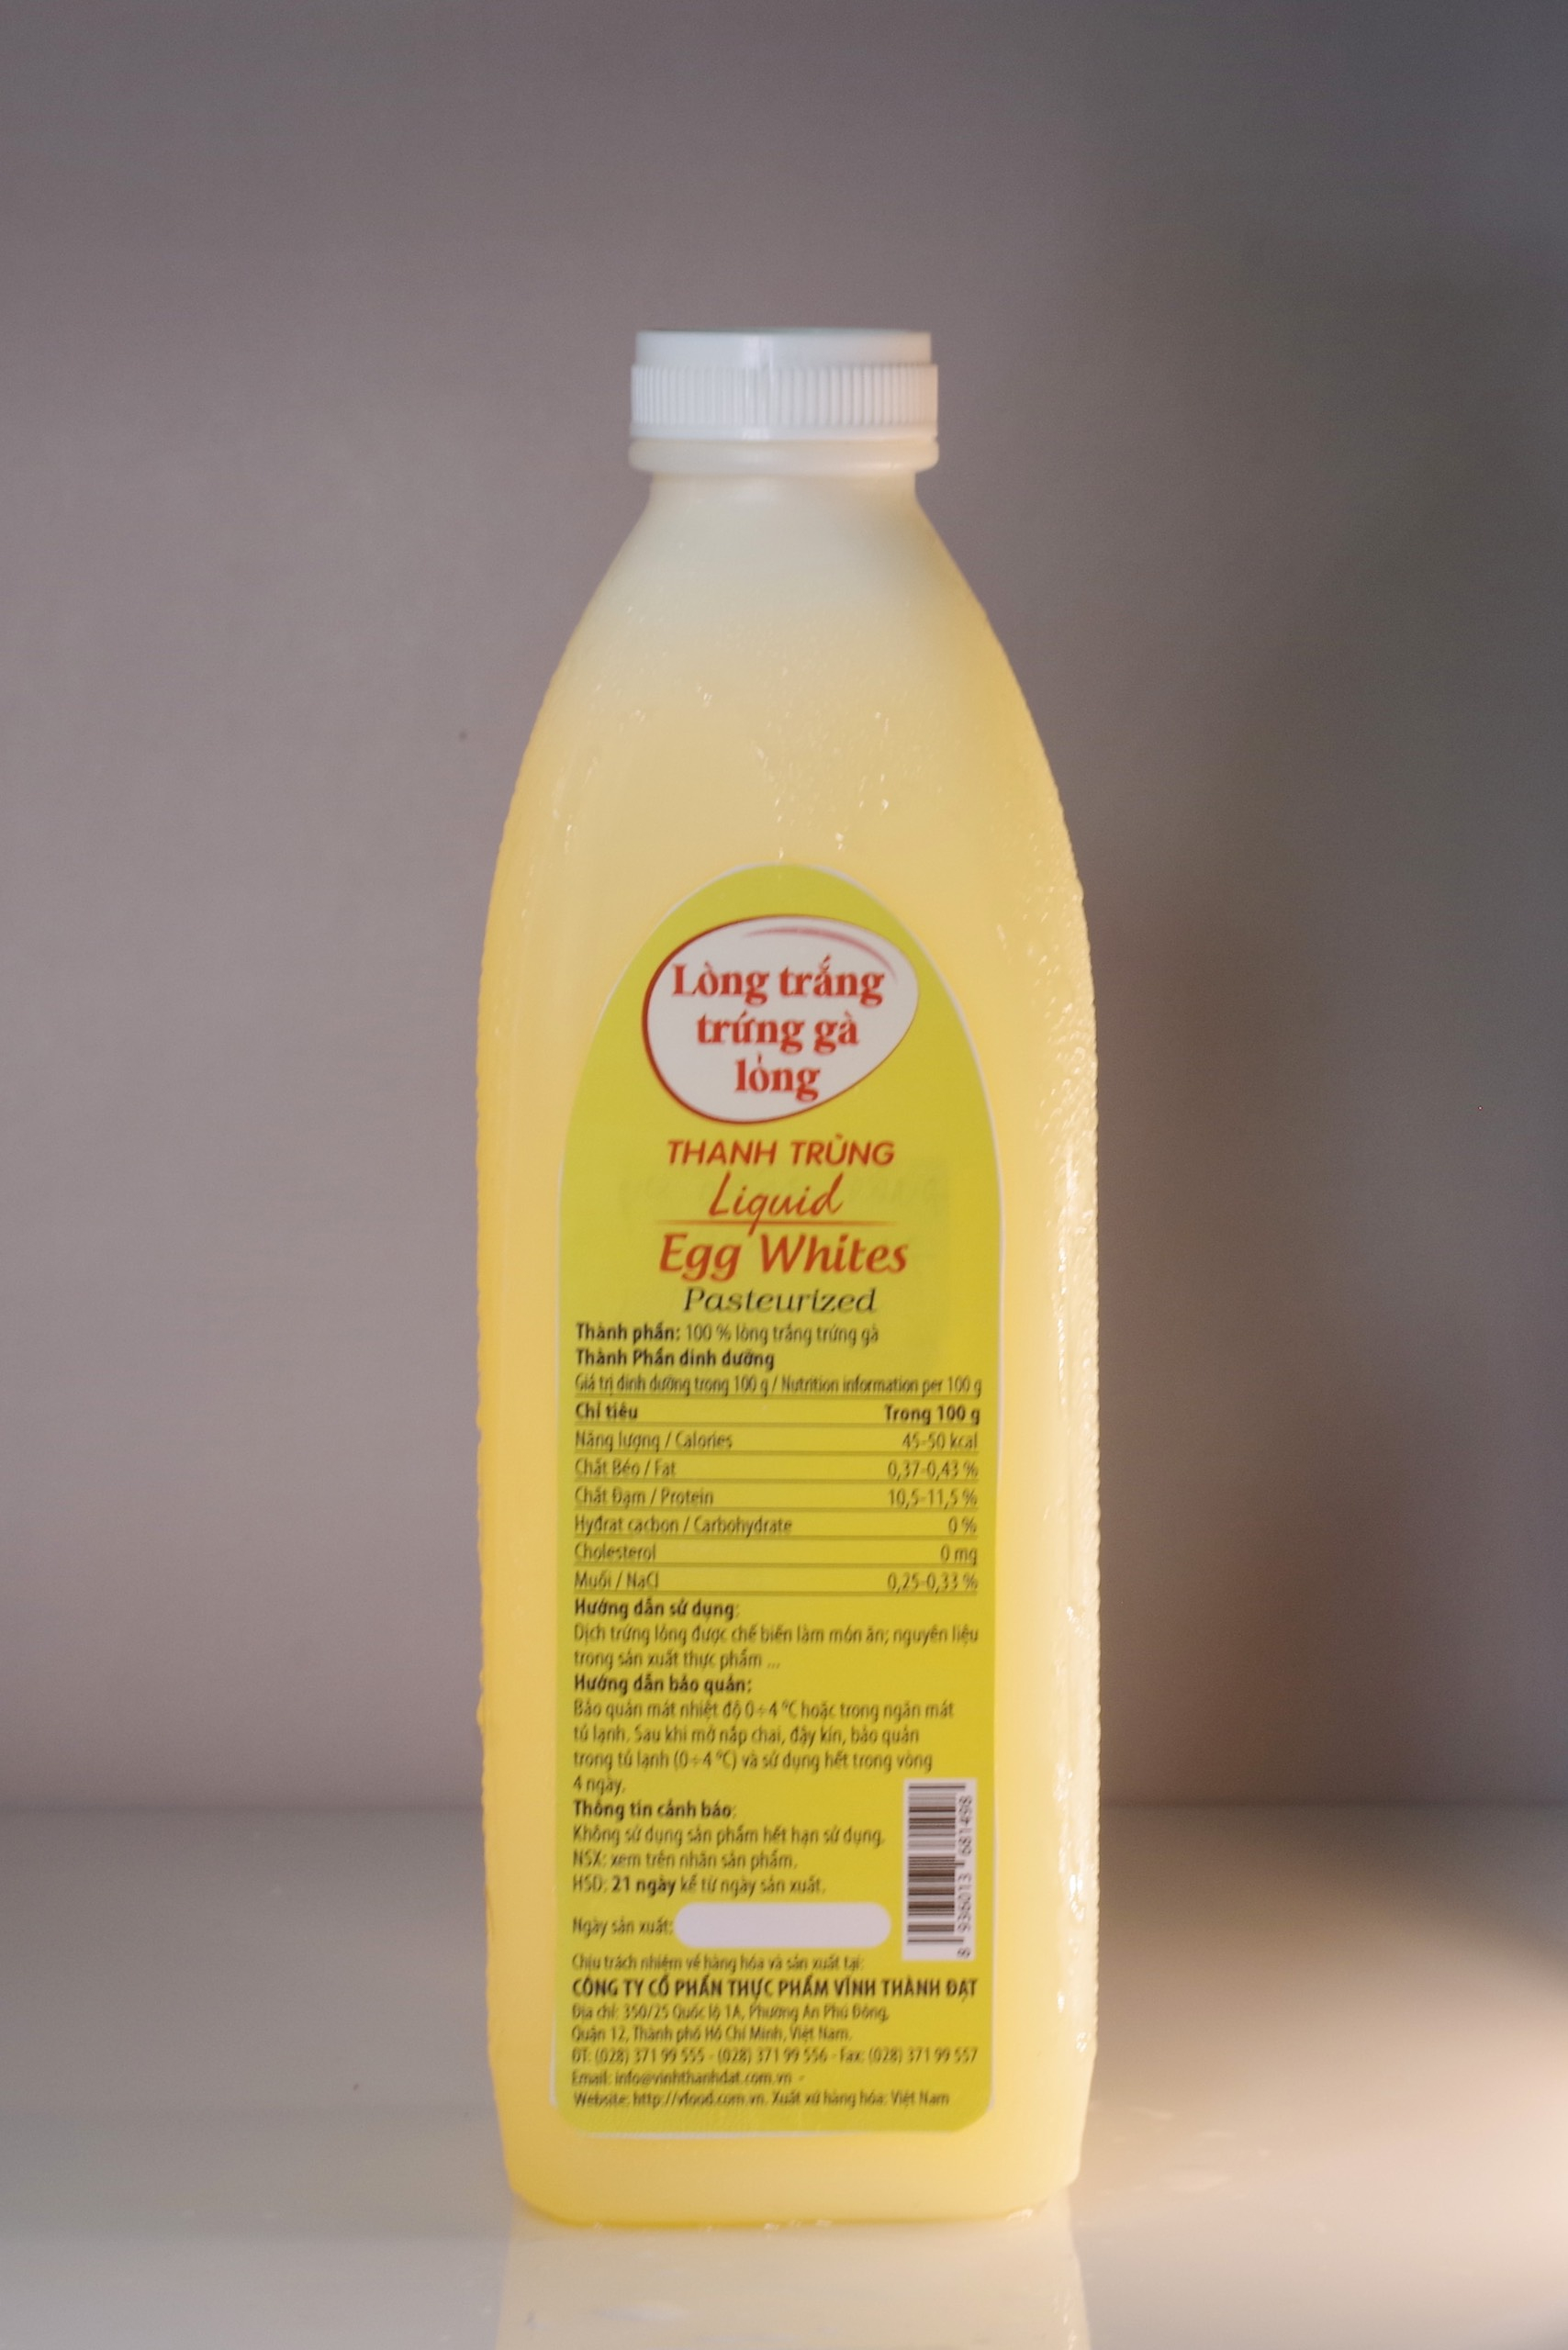 Lòng trắng
trứng gà
lỏng
THANH TRÙNG
Liquid
Egg Whites
Pasteurized
Thành phần: 100 % lòng trắng trứng gà
Thành Phần dinh dưỡng
Giá trị dinh dưỡng trong 100 g / Nutrition information per 100 g
Chỉ tiêu Trong 100 g
Năng lượng / Calories 45-50 kcal
Chất Béo / Fat 0,37-0,43 %
Chất Đạm / Protein 10,5-11,5 %
Hyđrat cacbon / Carbohydrate 0 %
Cholesterol 0 mg
Muối / NaCl 0,25-0,33 %
Hướng dẫn sử dụng:
Dịch trứng lỏng được chế biến làm món ăn; nguyên liệu
trong sản xuất thực phẩm ...
Hướng dẫn bảo quản:
Bảo quản mát nhiệt độ 0÷4 °C hoặc trong ngăn mát
tủ lạnh. Sau khi mở nắp chai, đậy kín, bảo quản
trong tủ lạnh (0÷4 °C) và sử dụng hết trong vòng
4 ngày.
Thông tin cảnh báo:
Không sử dụng sản phẩm hết hạn sử dụng.
NSX: xem trên nhãn sản phẩm.
HSD: 21 ngày kể từ ngày sản xuất.
Ngày sản xuất:
8 936013 681498
Chịu trách nhiệm về hàng hóa và sản xuất tại:
CÔNG TY CỔ PHẦN THỰC PHẨM VĨNH THÀNH ĐẠT
Địa chỉ: 350/25 Quốc lộ 1A, Phường An Phú Đông,
Quận 12, Thành phố Hồ Chí Minh, Việt Nam.
ĐT: (028) 371 99 555 - (028) 371 99 556 - Fax: (028) 371 99 557
Email: info@vinhthanhdat.com.vn -
Website: http://vfood.com.vn. Xuất xứ hàng hóa: Việt Nam